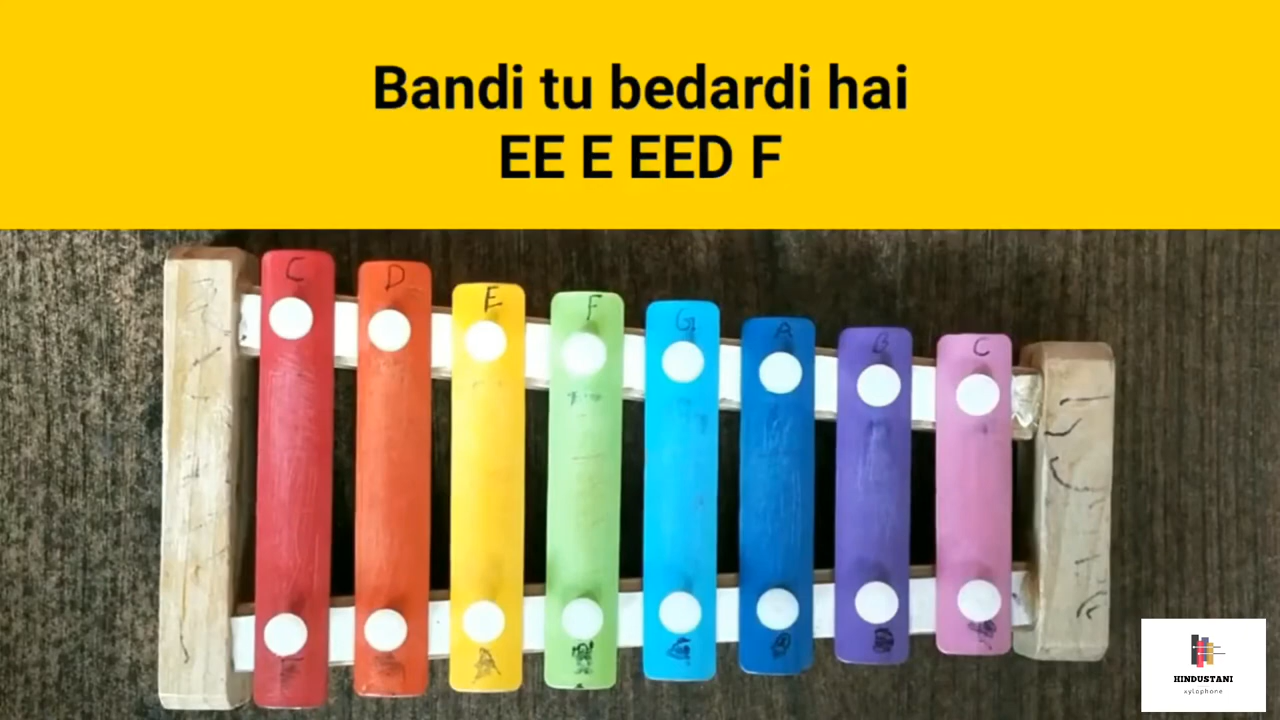 Bandi tu bedardi hai
EE E EED F
C D E F G A B C
HINDUSTANI
xylophone